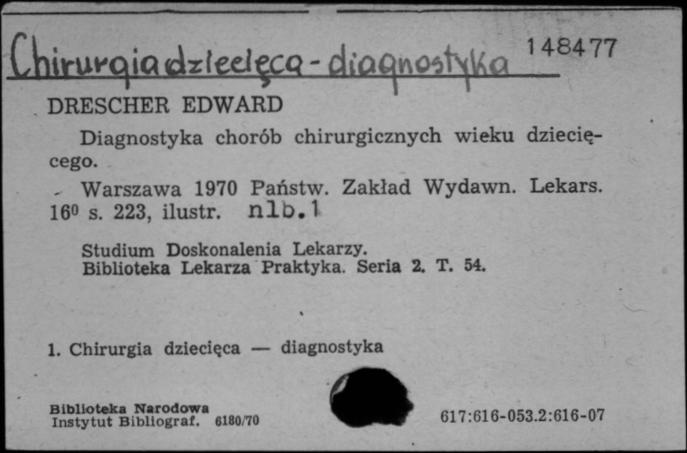 Chirurgia dziecięca - diagnostyka 148477
DRESCHER EDWARD
Diagnostyka chorób chirurgicznych wieku dziecię-
cego.
Warszawa 1970 Państw. Zakład Wydawn. Lekars.
16⁰ s. 223, ilustr. nlb.1
Studium Doskonalenia Lekarzy.
Biblioteka Lekarza Praktyka. Seria 2. T. 54.
1. Chirurgia dziecięca — diagnostyka
Biblioteka Narodowa
Instytut Bibliograf. 6180/70
617:616-053.2:616-07